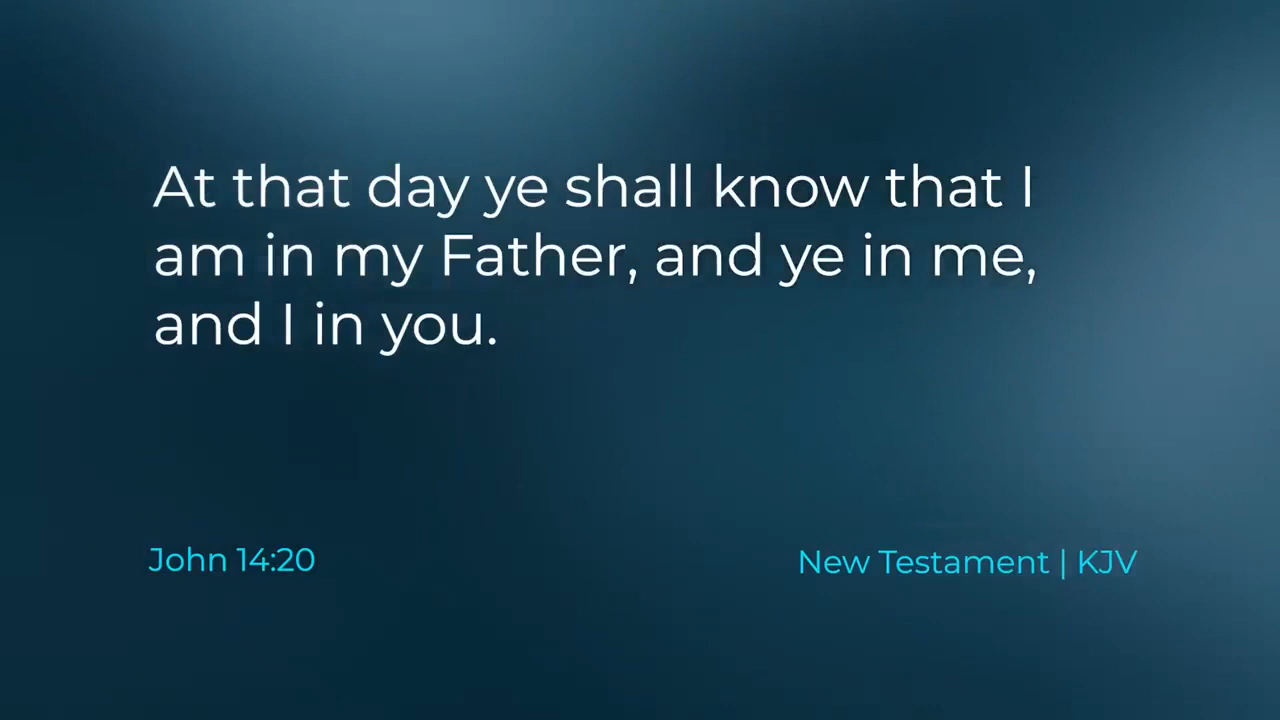 At that day ye shall know that I
am in my Father, and ye in me,
and I in you.
John 14:20
New Testament | KJV